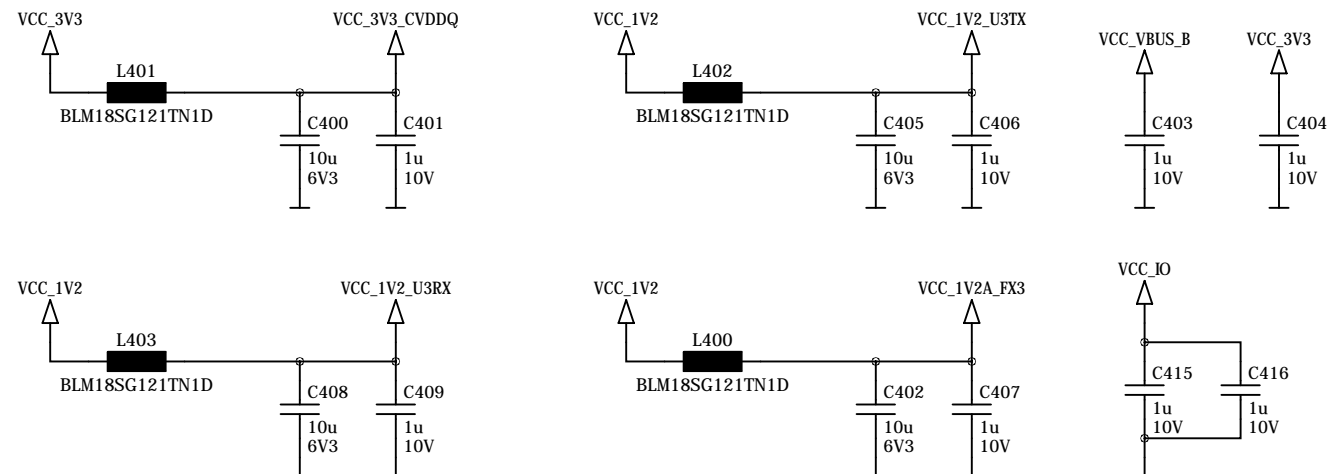 VCC_3V3
VCC_3V3_CVDDQ
L401
BLM18SG121TN1D
C400
10u
6V3
C401
1u
10V
VCC_1V2
VCC_1V2_U3TX
L402
BLM18SG121TN1D
C405
10u
6V3
C406
1u
10V
VCC_VBUS_B
C403
1u
10V
VCC_3V3
C404
1u
10V
VCC_1V2
VCC_1V2_U3RX
L403
BLM18SG121TN1D
C408
10u
6V3
C409
1u
10V
VCC_1V2
VCC_1V2A_FX3
L400
BLM18SG121TN1D
C402
10u
6V3
C407
1u
10V
VCC_IO
C415
1u
10V
C416
1u
10V